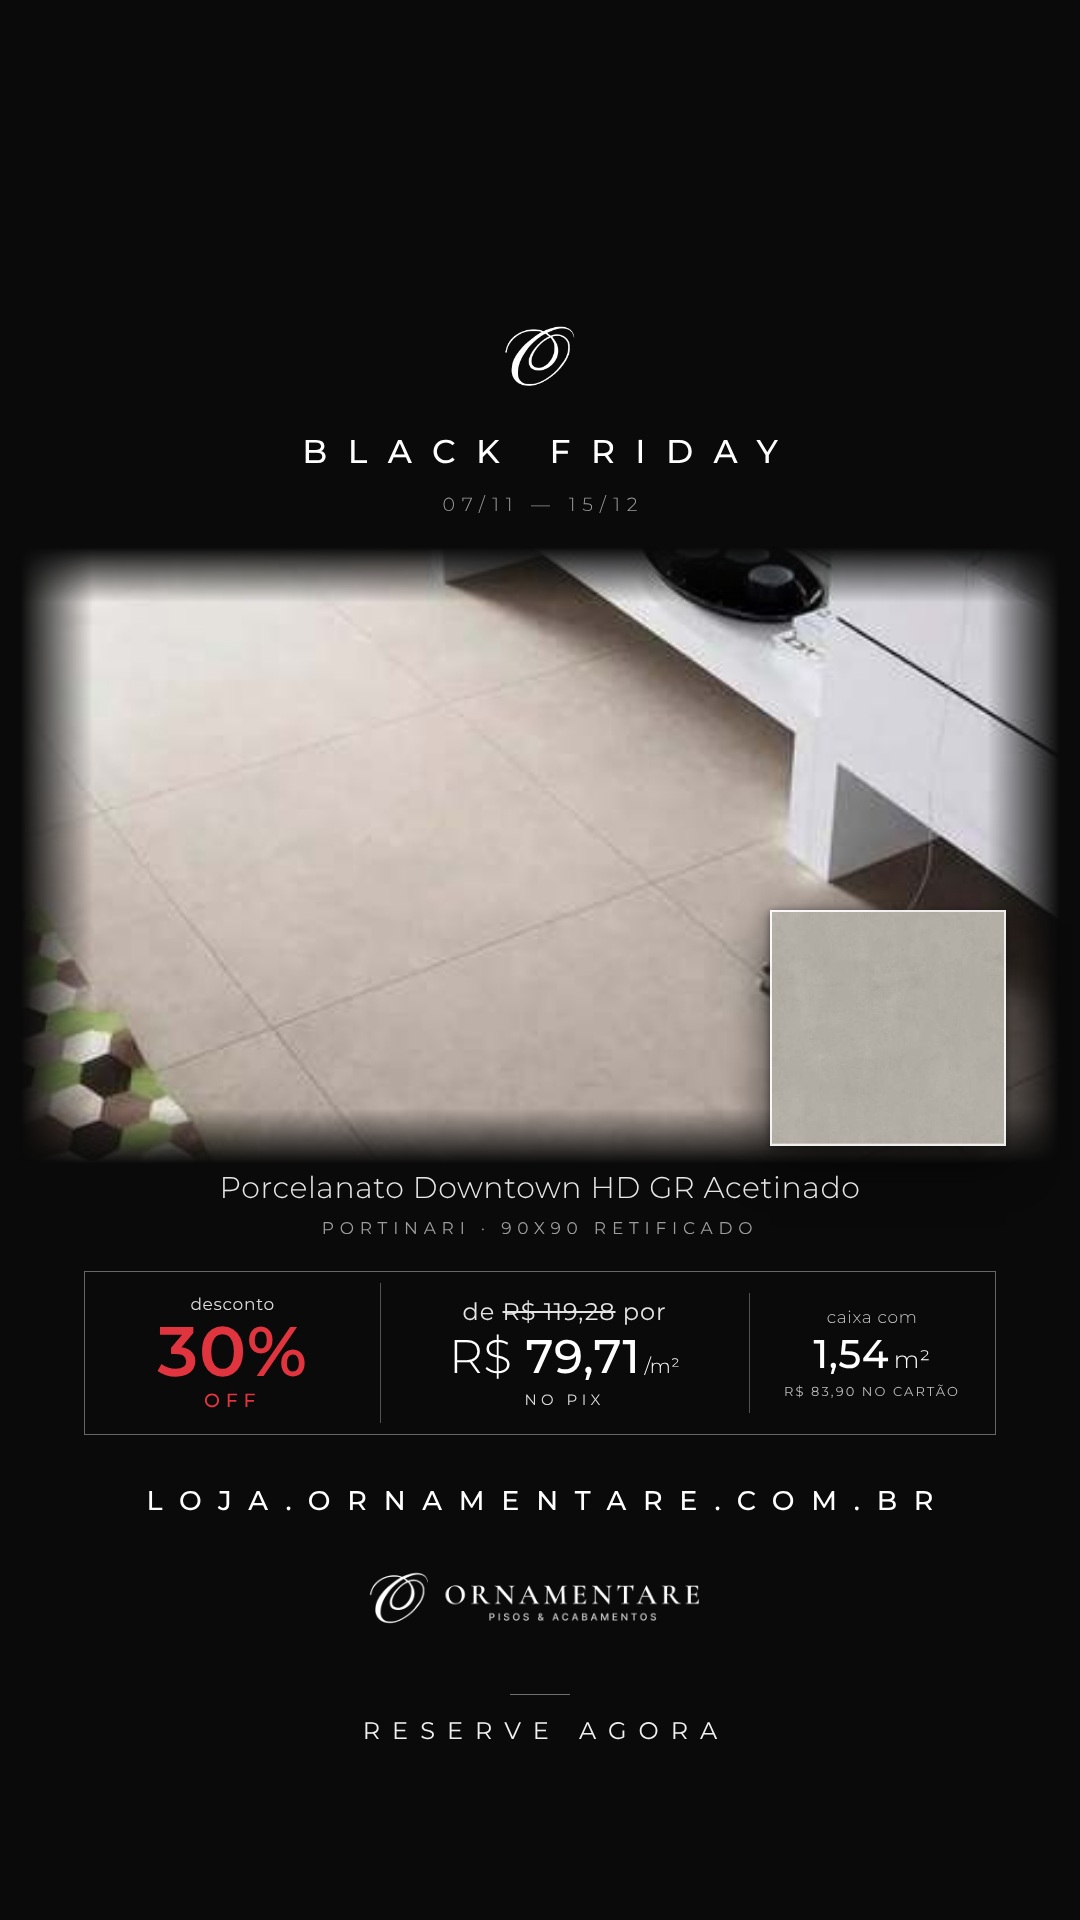 BLACK FRIDAY
07/11 — 15/12
Porcelanato Downtown HD GR Acetinado
PORTINARI · 90X90 RETIFICADO
desconto
30%
OFF
de R$ 119,28 por
R$ 79,71/m²
NO PIX
caixa com
1,54 m²
R$ 83,90 NO CARTÃO
LOJA.ORNAMENTARE.COM.BR
ORNAMENTARE
PISOS & ACABAMENTOS
RESERVE AGORA